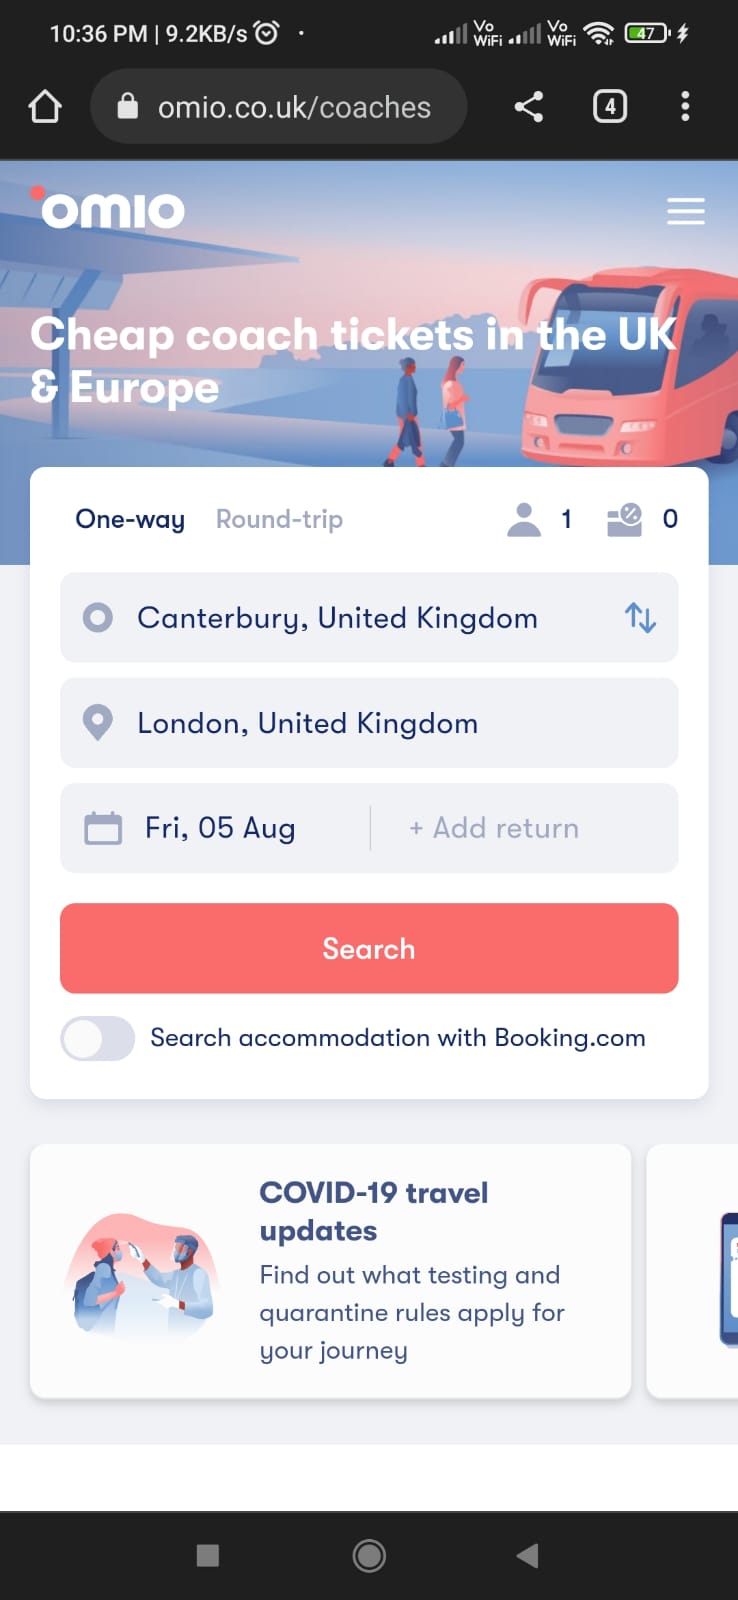 10:36 PM | 9.2KB/s
Vo WiFi Vo WiFi 47
omio.co.uk/coaches 4
omio
Cheap coach tickets in the UK
& Europe
One-way Round-trip 1 % 0
Canterbury, United Kingdom
London, United Kingdom
Fri, 05 Aug + Add return
Search
Search accommodation with Booking.com
COVID-19 travel
updates
Find out what testing and
quarantine rules apply for
your journey